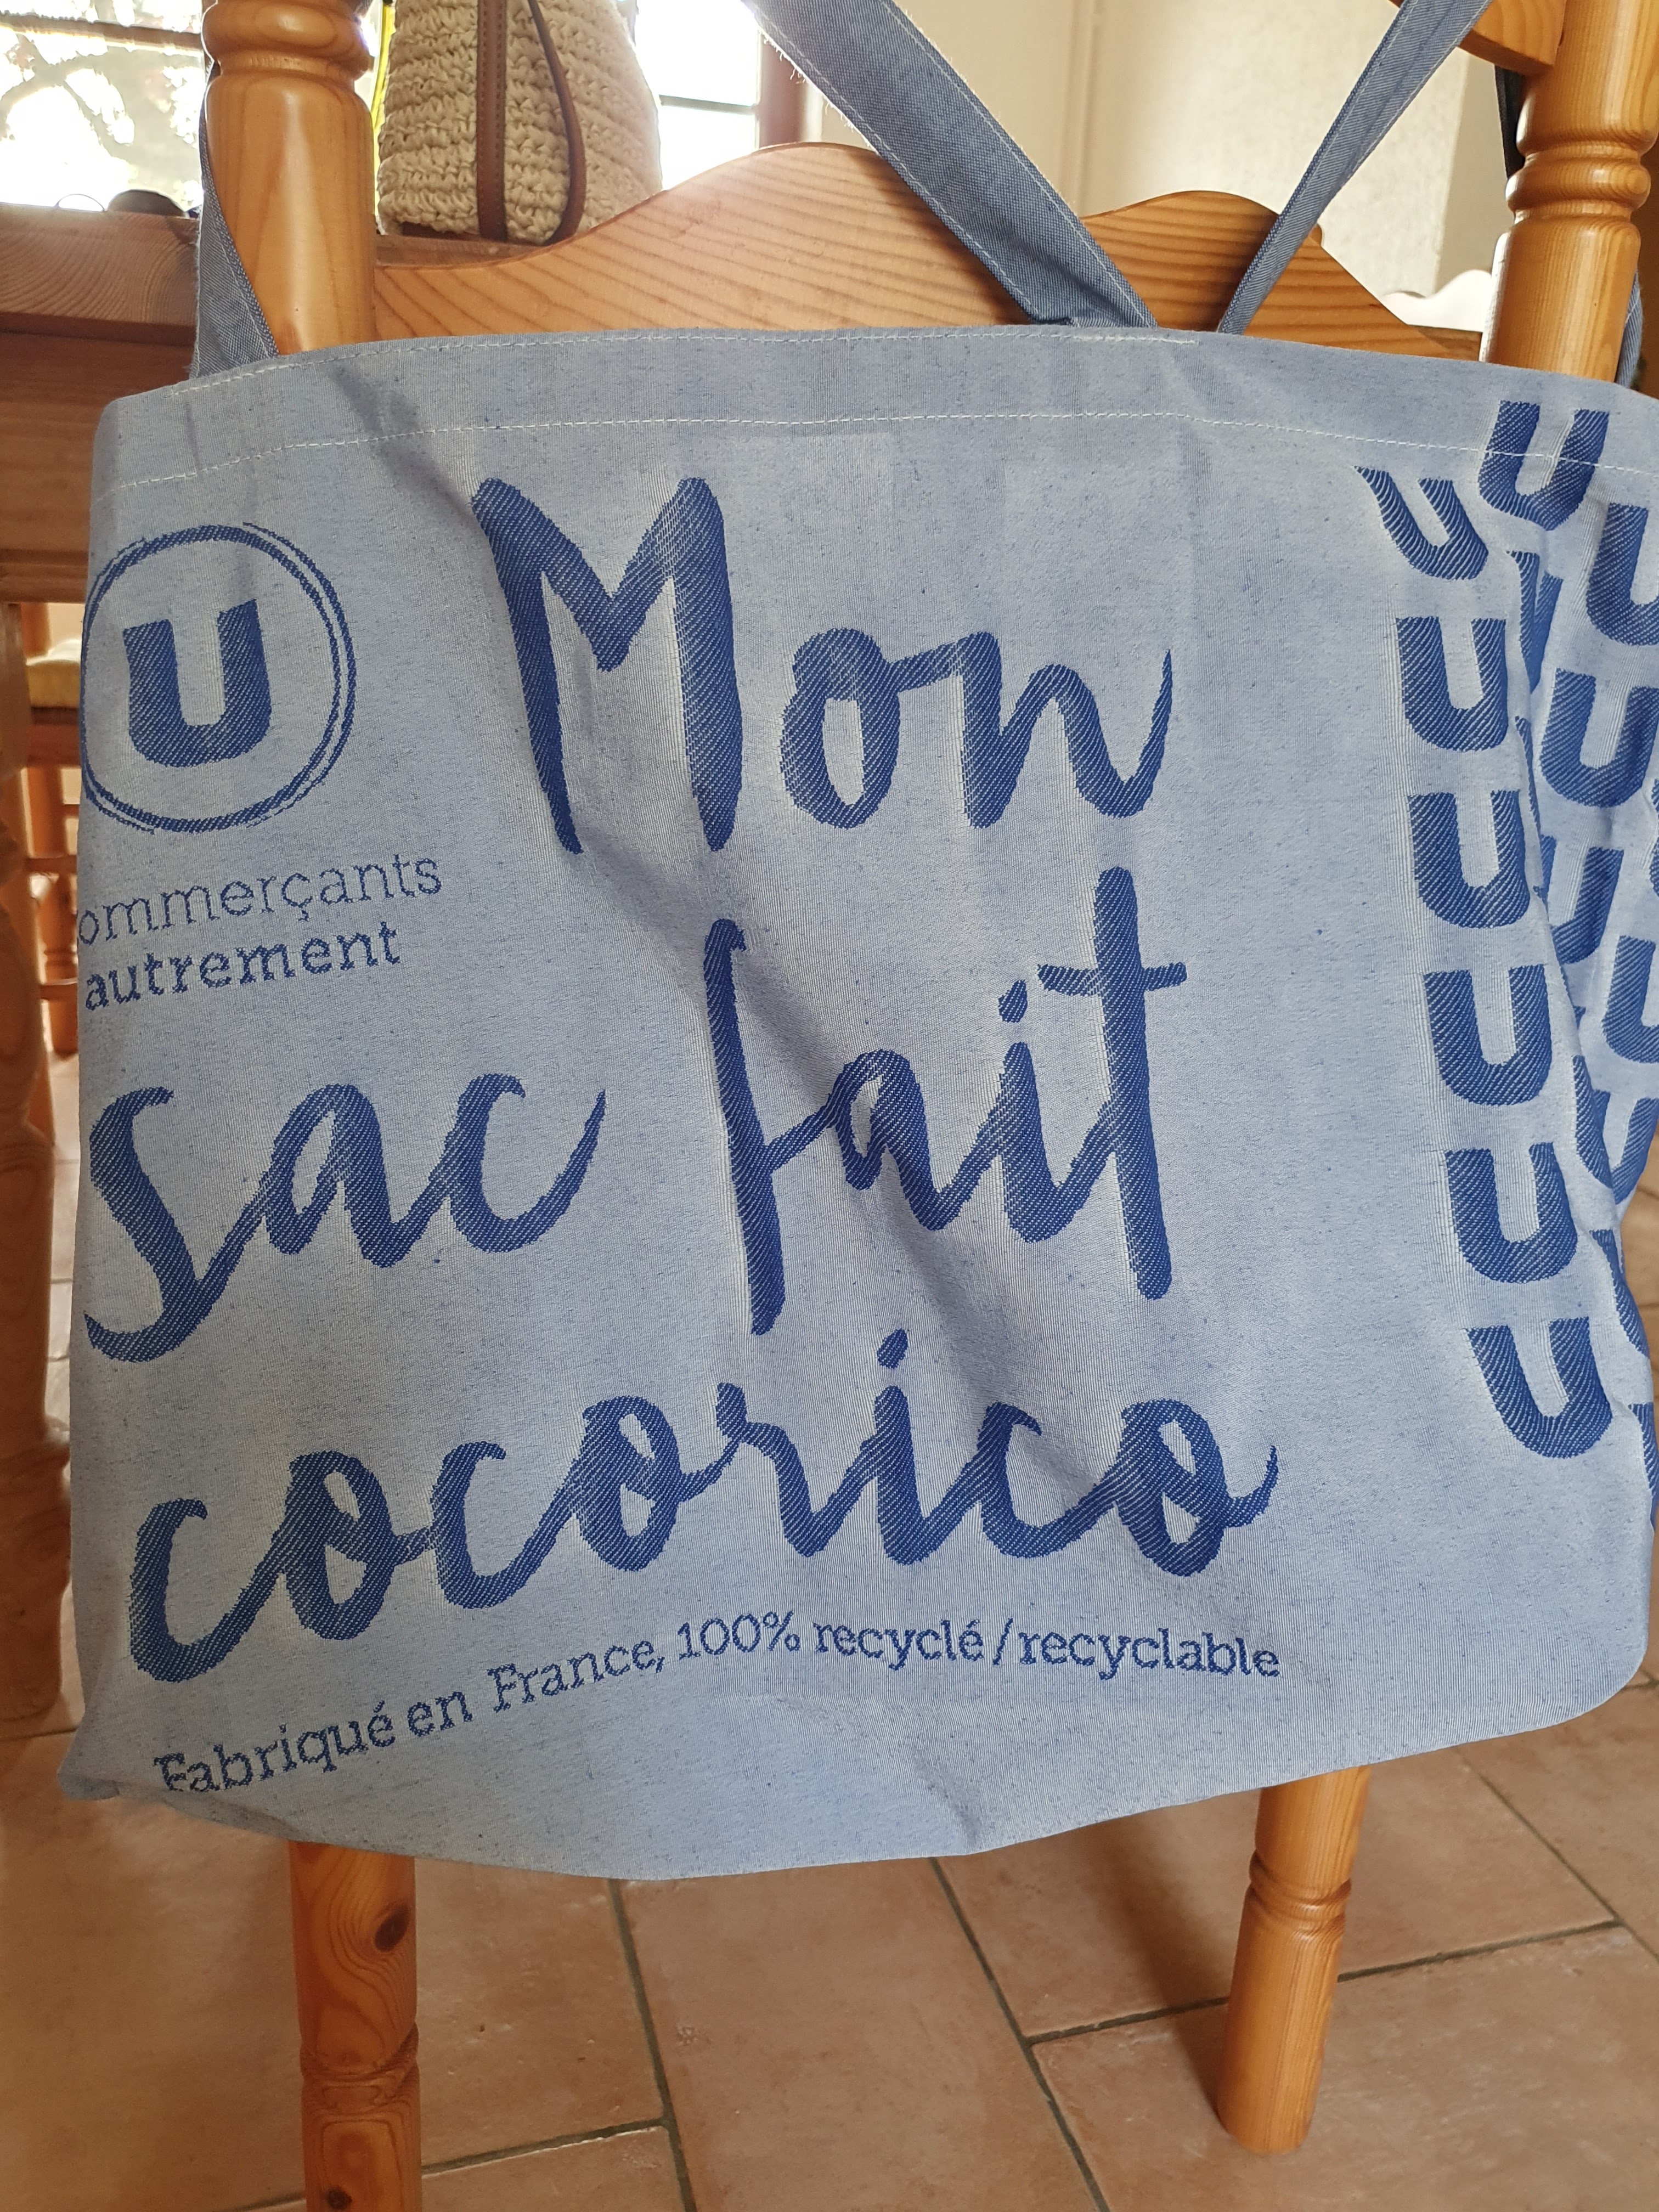 U
Mon
ommerçants
autrement
Sac fait
cocorico
Fabriqué en France, 100% recyclé/recyclable
U U
U U U
U U
U U
U U
U U
U